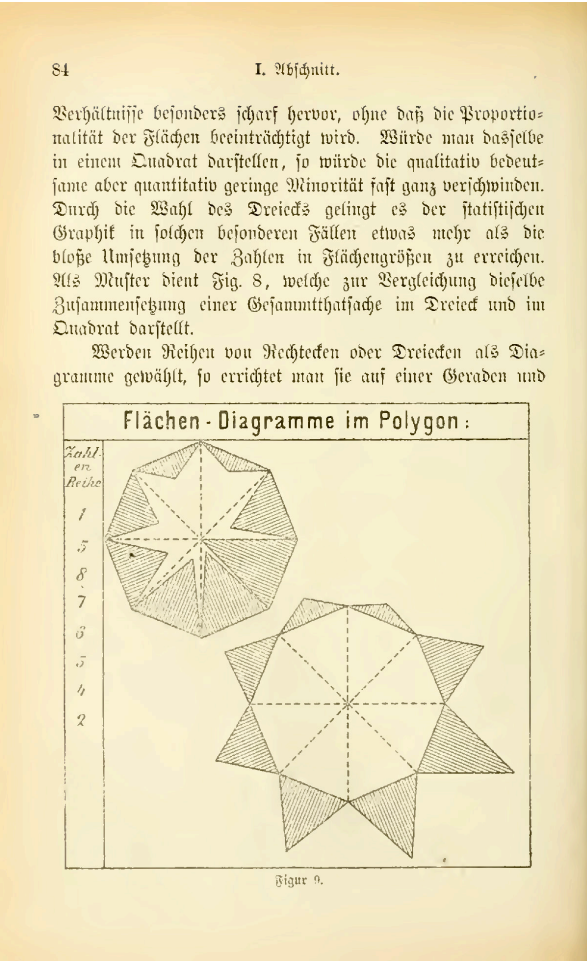 84
I. Abſchnitt.
Verhältniſſe beſonders ſcharf hervor, ohne daß die Proportio⸗
nalität der Flächen beeinträchtigt wird. Würde man dasſelbe
in einem Quadrat darſtellen, ſo würde die qualitativ bedeut⸗
ſame aber quantitativ geringe Minorität faſt ganz verſchwinden.
Durch die Wahl des Dreiecks gelingt es der ſtatiſtiſchen
Graphik in ſolchen beſonderen Fällen etwas mehr als die
bloße Umſetzung der Zahlen in Flächengrößen zu erreichen.
Als Muſter dient Fig. 8, welche zur Vergleichung dieſelbe
Zuſammenſetzung einer Geſammtthatſache im Dreieck und im
Quadrat darſtellt.
Werden Reihen von Rechtecken oder Dreiecken als Dia⸗
gramme gewählt, ſo errichtet man ſie auf einer Geraden und
Flächen - Diagramme im Polygon:
Zahl-
en
Reihe
1
5
8
7
6
5
4
2
Figur 9.